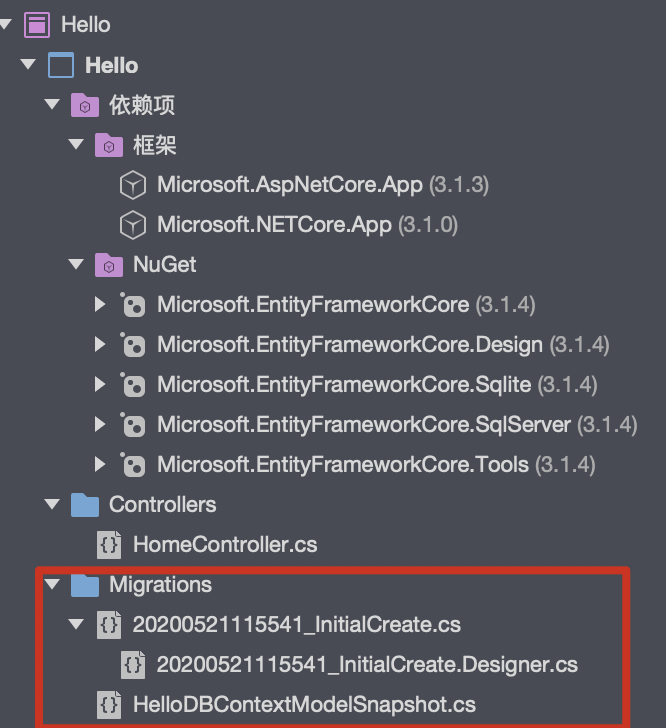 Hello
Hello
依赖项
框架
Microsoft.AspNetCore.App (3.1.3)
Microsoft.NETCore.App (3.1.0)
NuGet
Microsoft.EntityFrameworkCore (3.1.4)
Microsoft.EntityFrameworkCore.Design (3.1.4)
Microsoft.EntityFrameworkCore.Sqlite (3.1.4)
Microsoft.EntityFrameworkCore.SqlServer (3.1.4)
Microsoft.EntityFrameworkCore.Tools (3.1.4)
Controllers
HomeController.cs
Migrations
20200521115541_InitialCreate.cs
20200521115541_InitialCreate.Designer.cs
HelloDBContextModelSnapshot.cs